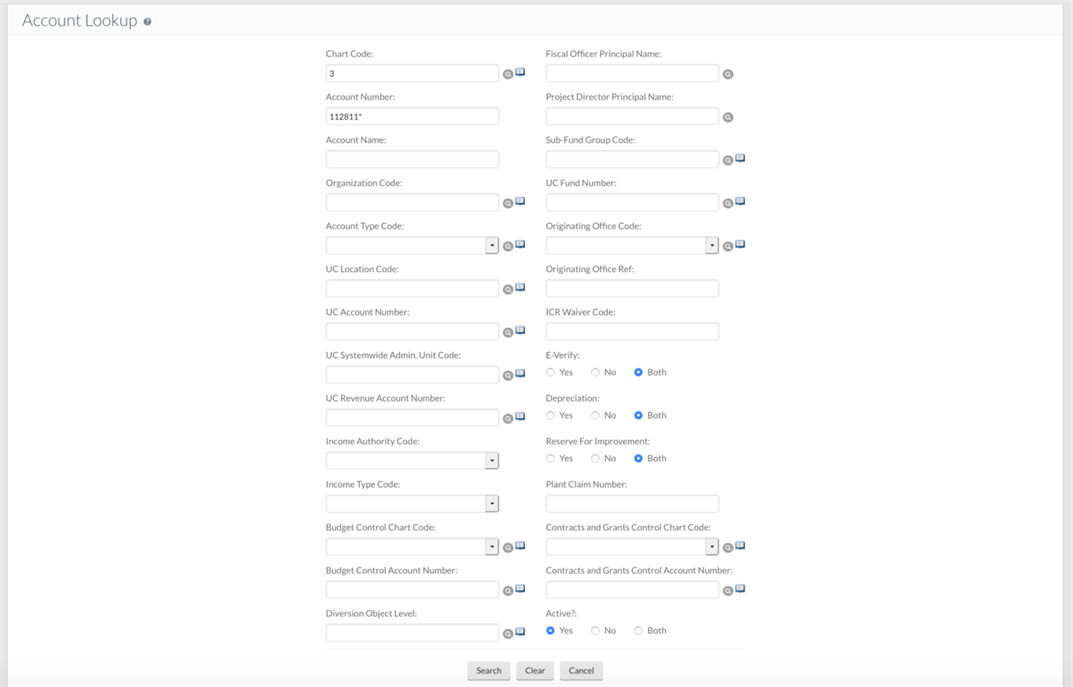 Account Lookup
Chart Code: Fiscal Officer Principal Name:
3
Account Number: Project Director Principal Name:
112811*
Account Name: Sub-Fund Group Code:
Organization Code: UC Fund Number:
Account Type Code: Originating Office Code:
UC Location Code: Originating Office Ref:
UC Account Number: ICR Waiver Code:
UC Systemwide Admin. Unit Code: E-Verify:
Yes No Both
UC Revenue Account Number: Depreciation:
Yes No Both
Income Authority Code: Reserve For Improvement:
Yes No Both
Income Type Code: Plant Claim Number:
Budget Control Chart Code: Contracts and Grants Control Chart Code:
Budget Control Account Number: Contracts and Grants Control Account Number:
Diversion Object Level: Active?:
Yes No Both
Search Clear Cancel